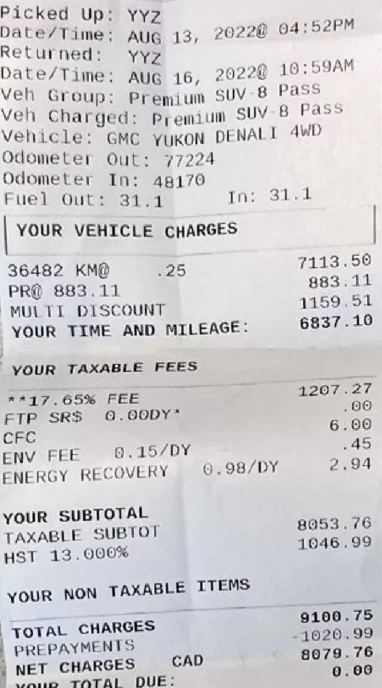 Picked Up: YYZ
Date/Time: AUG 13, 2022@ 04:52PM
Returned: YYZ
Date/Time: AUG 16, 2022@ 10:59AM
Veh Group: Premium SUV-8 Pass
Veh Charged: Premium SUV-8 Pass
Vehicle: GMC YUKON DENALI 4WD
Odometer Out: 77224
Odometer In: 48170
Fuel Out: 31.1 In: 31.1
YOUR VEHICLE CHARGES
36482 KM@ .25 7113.50
PR@ 883.11 883.11
MULTI DISCOUNT 1159.51
YOUR TIME AND MILEAGE: 6837.10
YOUR TAXABLE FEES
**17.65% FEE 1207.27
FTP SR$ 0.00DY* .00
CFC 6.00
ENV FEE 0.15/DY .45
ENERGY RECOVERY 0.98/DY 2.94
YOUR SUBTOTAL
TAXABLE SUBTOT 8053.76
HST 13.000% 1046.99
YOUR NON TAXABLE ITEMS
TOTAL CHARGES 9100.75
PREPAYMENTS -1020.99
NET CHARGES CAD 8079.76
YOUR TOTAL DUE: 0.00